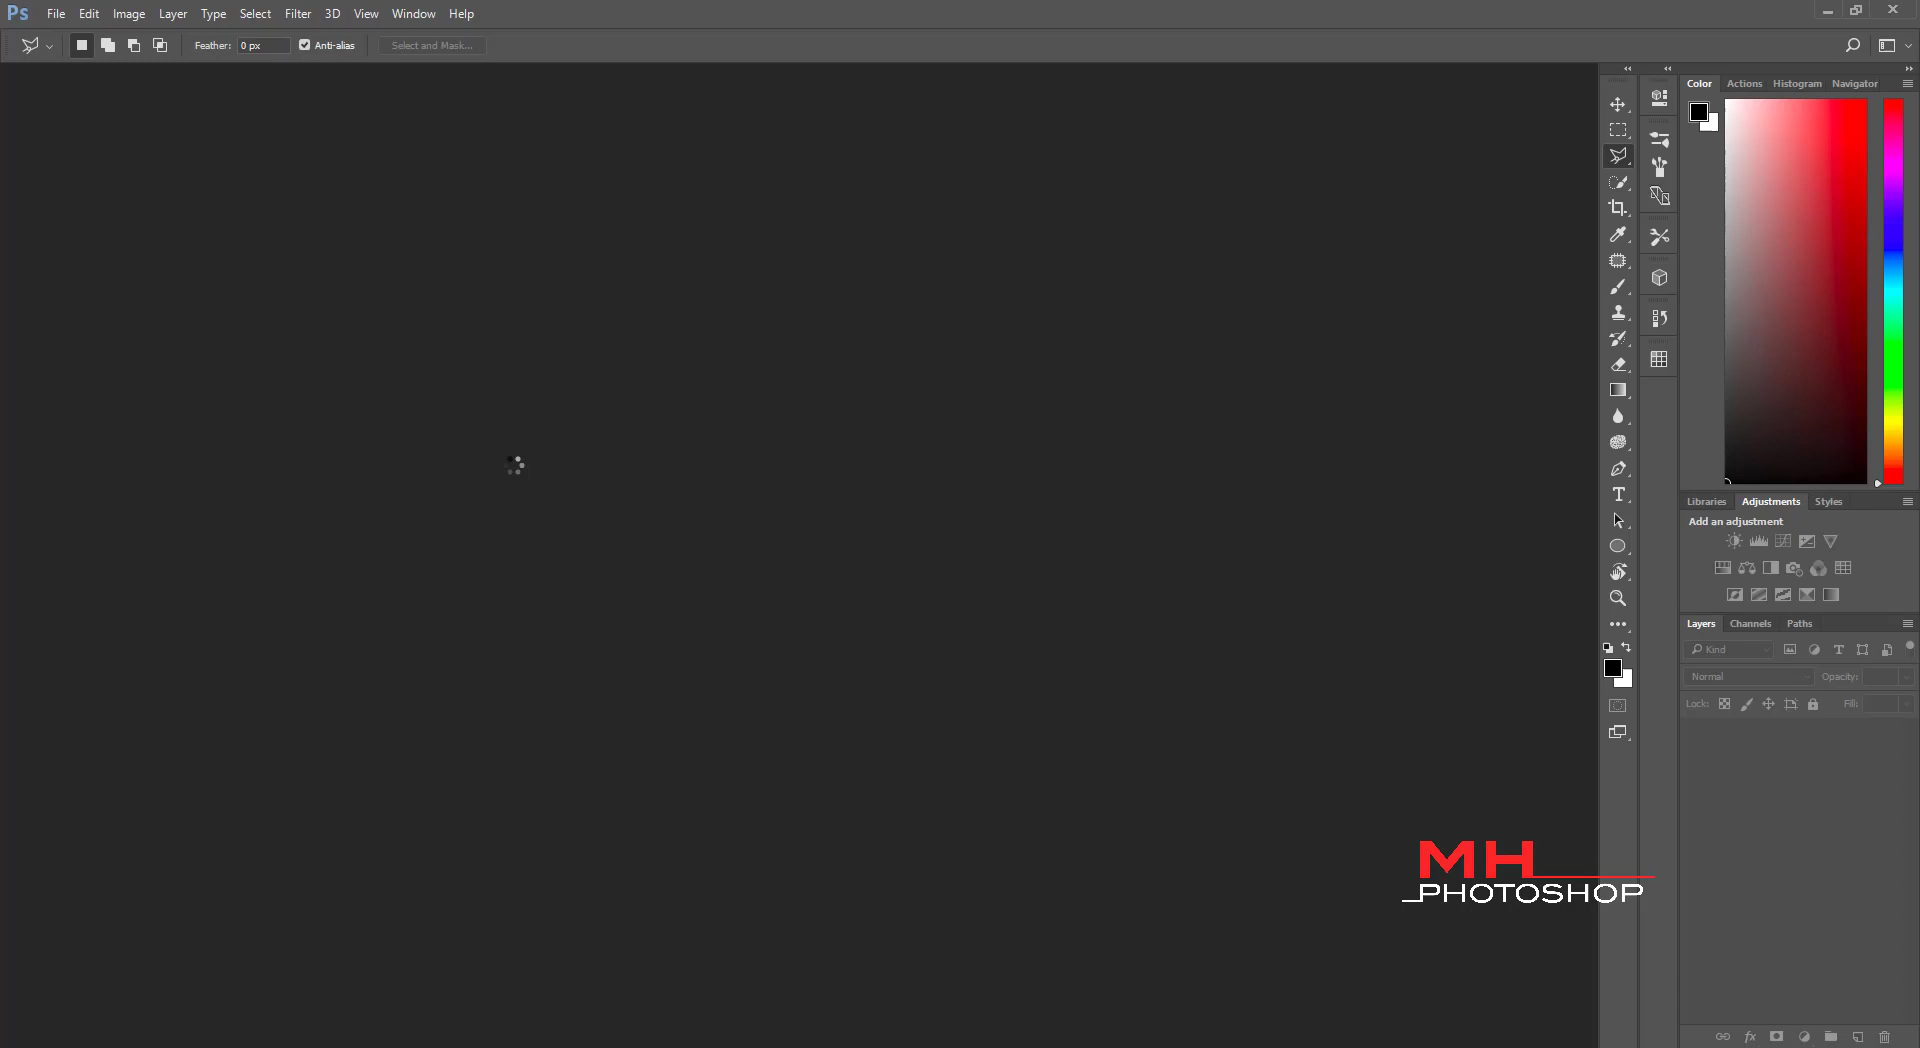 Ps File Edit Image Layer Type Select Filter 3D View Window Help
Feather: 0 px Anti-alias Select and Mask...
Color Actions Histogram Navigator
Libraries Adjustments Styles
Add an adjustment
Layers Channels Paths
Kind
Normal Opacity:
Lock: Fill:
fx
MH
PHOTOSHOP